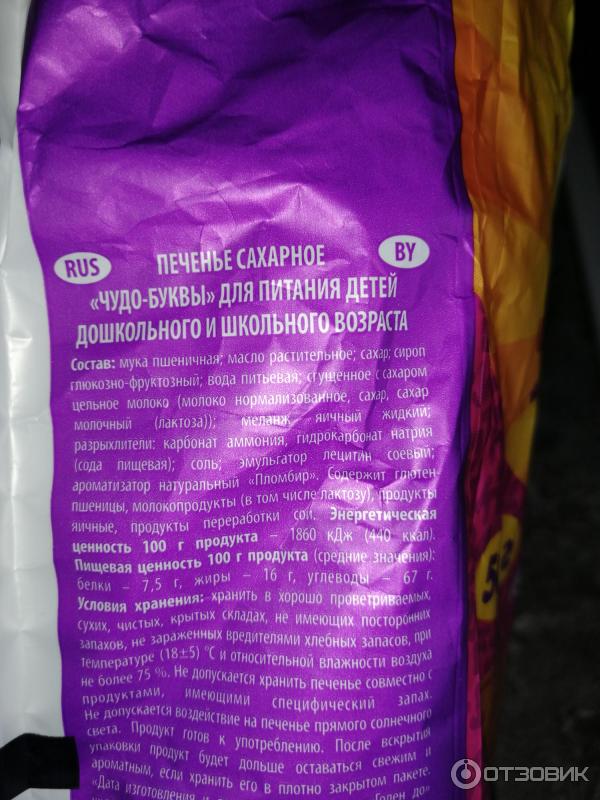 RUS
ПЕЧЕНЬЕ САХАРНОЕ
BY
«ЧУДО-БУКВЫ» ДЛЯ ПИТАНИЯ ДЕТЕЙ
ДОШКОЛЬНОГО И ШКОЛЬНОГО ВОЗРАСТА
Состав: мука пшеничная; масло растительное; сахар; сироп
глюкозно-фруктозный; вода питьевая; сгущенное с сахаром
цельное молоко (молоко нормализованное, сахар, сахар
молочный (лактоза)); меланж яичный жидкий;
разрыхлители: карбонат аммония, гидрокарбонат натрия
(сода пищевая); соль; эмульгатор лецитин соевый;
ароматизатор натуральный «Пломбир». Содержит глютен
пшеницы, молокопродукты (в том числе лактозу), продукты
яичные, продукты переработки сои. Энергетическая
ценность 100 г продукта – 1860 кДж (440 ккал).
Пищевая ценность 100 г продукта (средние значения):
белки – 7,5 г, жиры – 16 г, углеводы – 67 г.
Условия хранения: хранить в хорошо проветриваемых,
сухих, чистых, крытых складах, не имеющих посторонних
запахов, не зараженных вредителями хлебных запасов, при
температуре (18±5) °С и относительной влажности воздуха
не более 75 %. Не допускается хранить печенье совместно с
продуктами, имеющими специфический запах.
Не допускается воздействие на печенье прямого солнечного
света. Продукт готов к употреблению. После вскрытия
упаковки продукт будет дольше оставаться свежим и
ароматным, если хранить его в плотно закрытом пакете.
«Дата изготовления и Годен до»
ОТЗОВИК